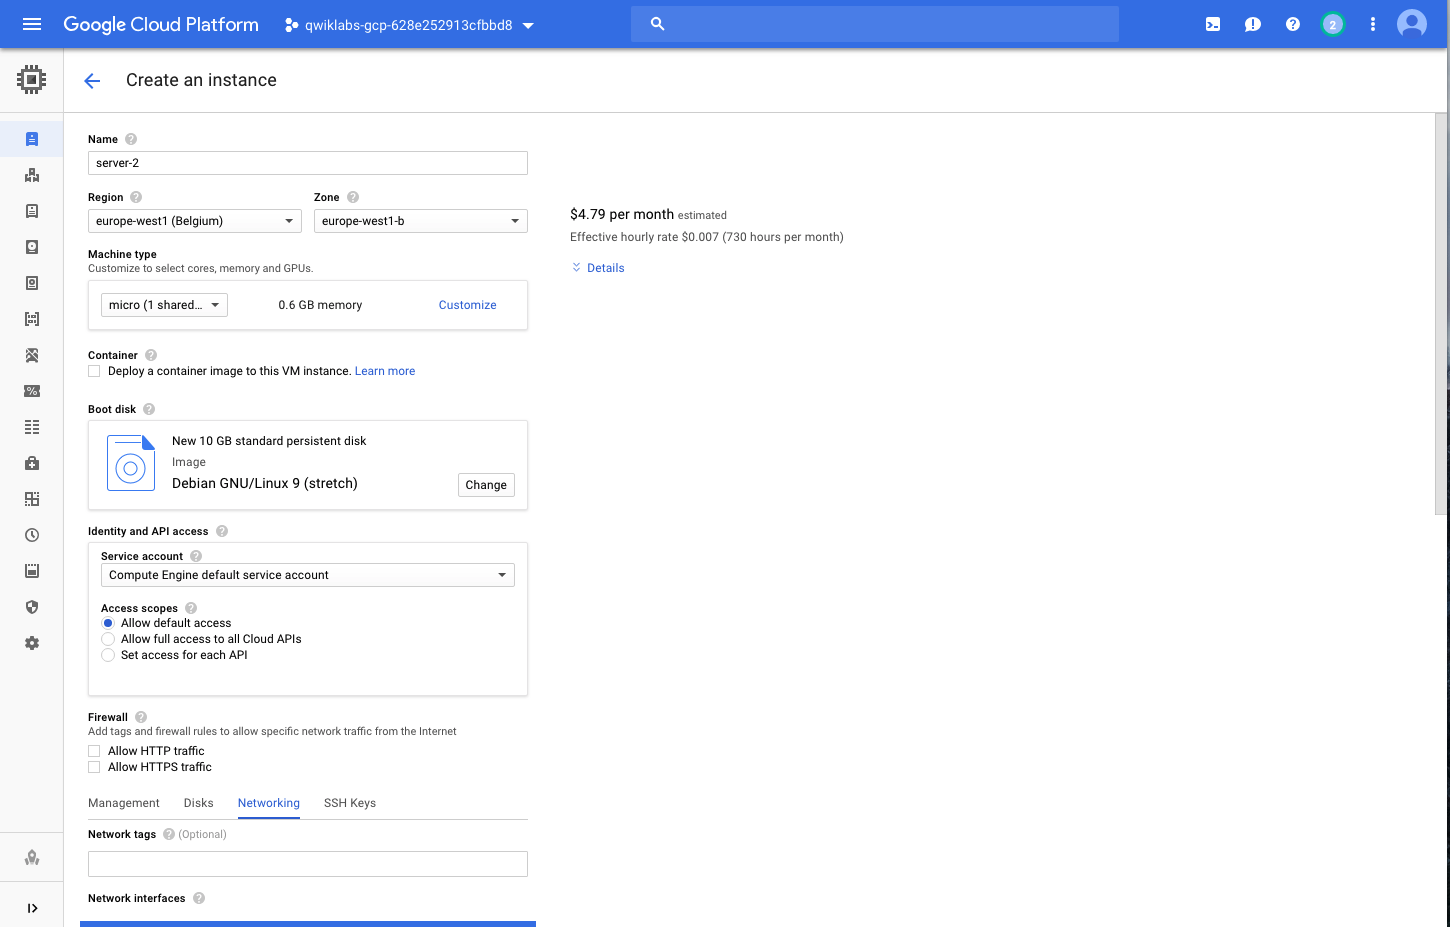 Google Cloud Platform
qwiklabs-gcp-628e252913cfbbd8
2
Create an instance
Name
server-2
Region
Zone
europe-west1 (Belgium)
europe-west1-b
$4.79 per month estimated
Effective hourly rate $0.007 (730 hours per month)
Details
Machine type
Customize to select cores, memory and GPUs.
micro (1 shared...
0.6 GB memory
Customize
Container
Deploy a container image to this VM instance. Learn more
Boot disk
New 10 GB standard persistent disk
Image
Debian GNU/Linux 9 (stretch)
Change
Identity and API access
Service account
Compute Engine default service account
Access scopes
Allow default access
Allow full access to all Cloud APIs
Set access for each API
Firewall
Add tags and firewall rules to allow specific network traffic from the Internet
Allow HTTP traffic
Allow HTTPS traffic
Management
Disks
Networking
SSH Keys
Network tags (Optional)
Network interfaces